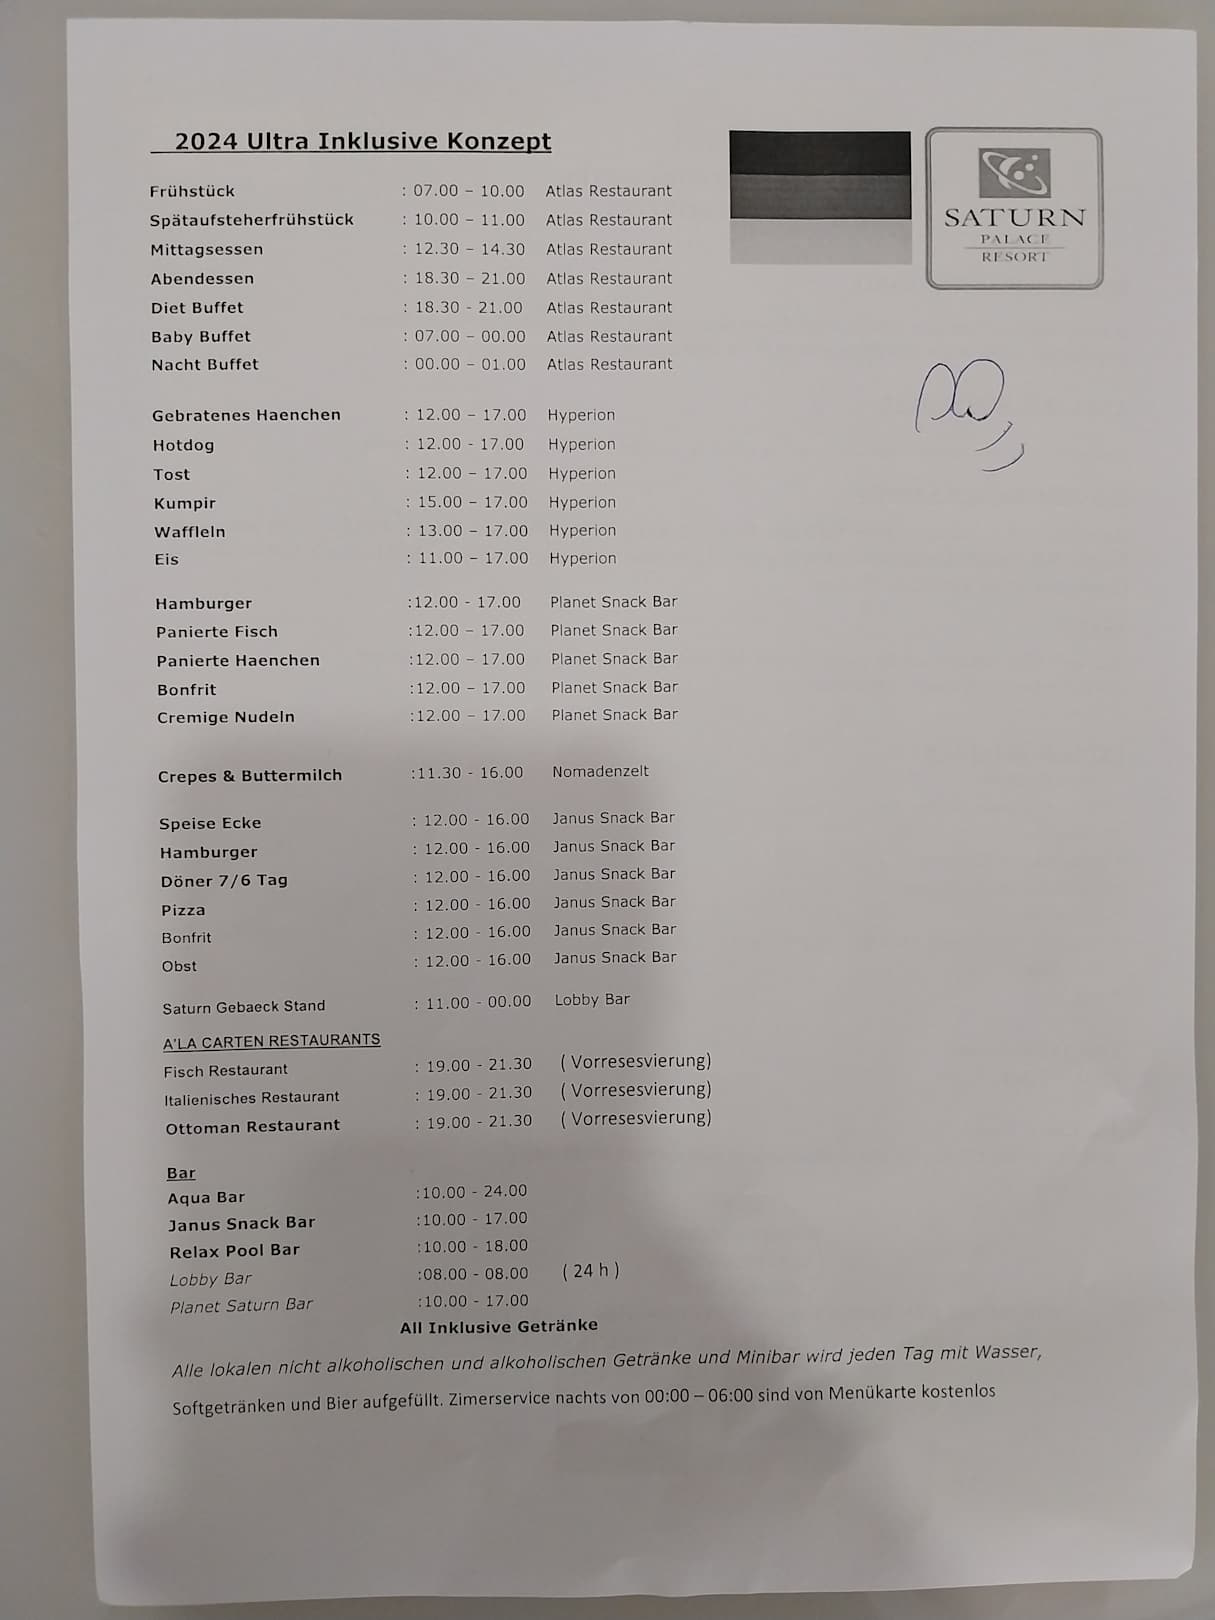 2024 Ultra Inklusive Konzept
SATURN
PALACE
RESORT
Frühstück : 07.00 – 10.00 Atlas Restaurant
Spätaufsteherfrühstück : 10.00 – 11.00 Atlas Restaurant
Mittagsessen : 12.30 – 14.30 Atlas Restaurant
Abendessen : 18.30 – 21.00 Atlas Restaurant
Diet Buffet : 18.30 - 21.00 Atlas Restaurant
Baby Buffet : 07.00 – 00.00 Atlas Restaurant
Nacht Buffet : 00.00 – 01.00 Atlas Restaurant
Gebratenes Haenchen : 12.00 – 17.00 Hyperion
Hotdog : 12.00 - 17.00 Hyperion
Tost : 12.00 – 17.00 Hyperion
Kumpir : 15.00 – 17.00 Hyperion
Waffleln : 13.00 – 17.00 Hyperion
Eis : 11.00 – 17.00 Hyperion
Hamburger :12.00 - 17.00 Planet Snack Bar
Panierte Fisch :12.00 – 17.00 Planet Snack Bar
Panierte Haenchen :12.00 – 17.00 Planet Snack Bar
Bonfrit :12.00 – 17.00 Planet Snack Bar
Cremige Nudeln :12.00 – 17.00 Planet Snack Bar
Crepes & Buttermilch :11.30 - 16.00 Nomadenzelt
Speise Ecke : 12.00 - 16.00 Janus Snack Bar
Hamburger : 12.00 - 16.00 Janus Snack Bar
Döner 7/6 Tag : 12.00 - 16.00 Janus Snack Bar
Pizza : 12.00 - 16.00 Janus Snack Bar
Bonfrit : 12.00 - 16.00 Janus Snack Bar
Obst : 12.00 - 16.00 Janus Snack Bar
Saturn Gebaeck Stand : 11.00 - 00.00 Lobby Bar
A'LA CARTEN RESTAURANTS
Fisch Restaurant : 19.00 - 21.30 ( Vorresesvierung)
Italienisches Restaurant : 19.00 - 21.30 ( Vorresesvierung)
Ottoman Restaurant : 19.00 - 21.30 ( Vorresesvierung)
Bar
Aqua Bar :10.00 - 24.00
Janus Snack Bar :10.00 - 17.00
Relax Pool Bar :10.00 - 18.00
Lobby Bar :08.00 - 08.00 ( 24 h )
Planet Saturn Bar :10.00 - 17.00
All Inklusive Getränke
Alle lokalen nicht alkoholischen und alkoholischen Getränke und Minibar wird jeden Tag mit Wasser,
Softgetränken und Bier aufgefüllt. Zimerservice nachts von 00:00 – 06:00 sind von Menükarte kostenlos